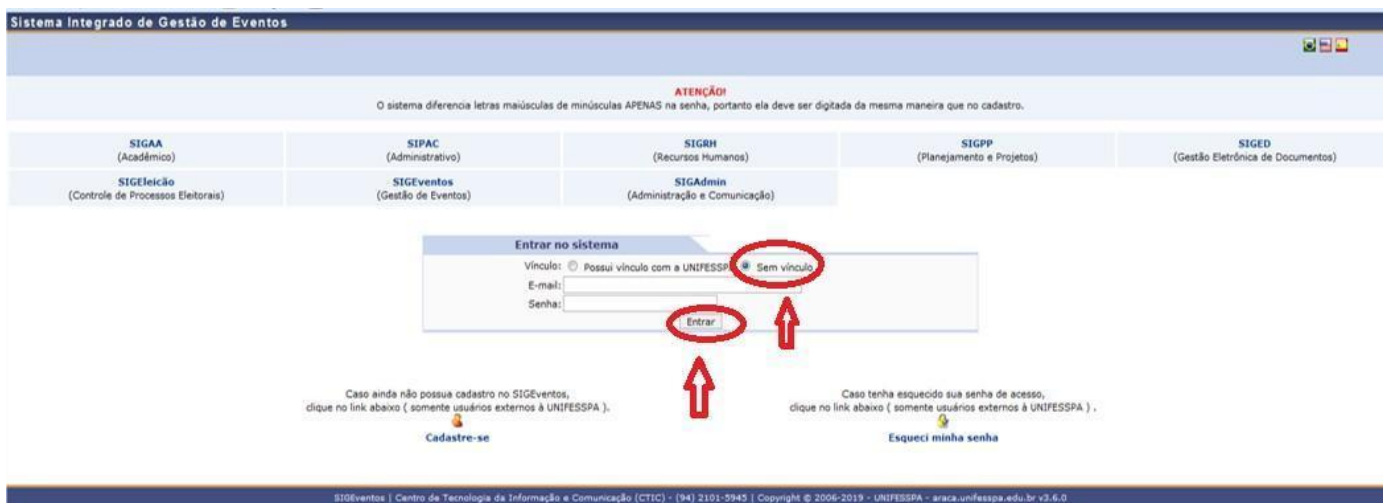 Sistema Integrado de Gestão de Eventos
ATENÇÃO!
O sistema diferencia letras maiúsculas de minúsculas APENAS na senha, portanto ela deve ser digitada da mesma maneira que no cadastro.
SIGAA SIPAC SIGRH SIGPP SIGED
(Acadêmico) (Administrativo) (Recursos Humanos) (Planejamento e Projetos) (Gestão Eletrônica de Documentos)
SIGEleicão SIGEventos SIGAdmin
(Controle de Processos Eleitorais) (Gestão de Eventos) (Administração e Comunicação)
Entrar no sistema
Vínculo: Possui vínculo com a UNIFESSPA Sem vínculo
E-mail:
Senha:
Entrar
Caso ainda não possua cadastro no SIGEventos,
clique no link abaixo ( somente usuários externos à UNIFESSPA ).
Cadastre-se
Caso tenha esquecido sua senha de acesso,
clique no link abaixo ( somente usuários externos à UNIFESSPA ) .
Esqueci minha senha
SIGEventos | Centro de Tecnologia da Informação e Comunicação (CTIC) - (94) 2101-5945 | Copyright © 2006-2019 - UNIFESSPA - araca.unifesspa.edu.br v3.6.0